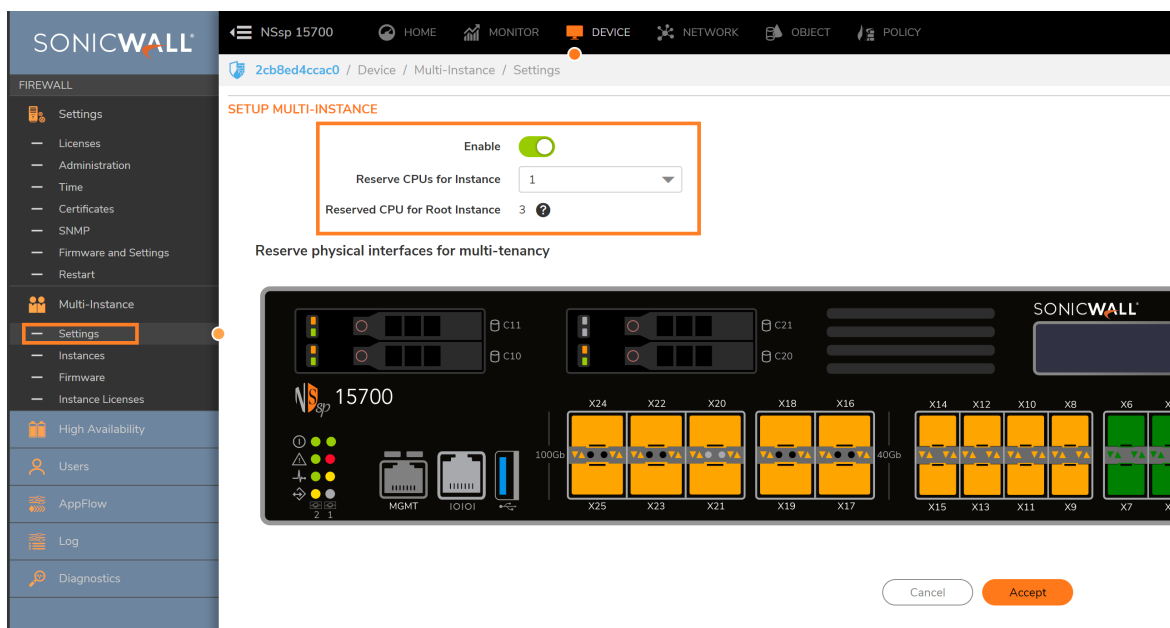 SONICWALL
NSsp 15700
HOME
MONITOR
DEVICE
NETWORK
OBJECT
POLICY
2cb8ed4ccac0 / Device / Multi-Instance / Settings
FIREWALL
Settings
Licenses
Administration
Time
Certificates
SNMP
Firmware and Settings
Restart
Multi-Instance
Settings
Instances
Firmware
Instance Licenses
High Availability
Users
AppFlow
Log
Diagnostics
SETUP MULTI-INSTANCE
Enable
Reserve CPUs for Instance 1
Reserved CPU for Root Instance 3 ?
Reserve physical interfaces for multi-tenancy
C11 C21
C10 C20
SONICWALL
NSsp 15700
X24 X22 X20 X18 X16 X14 X12 X10 X8 X6
100Gb 40Gb
MGMT IOIOI X25 X23 X21 X19 X17 X15 X13 X11 X9 X7
2 1
Cancel Accept